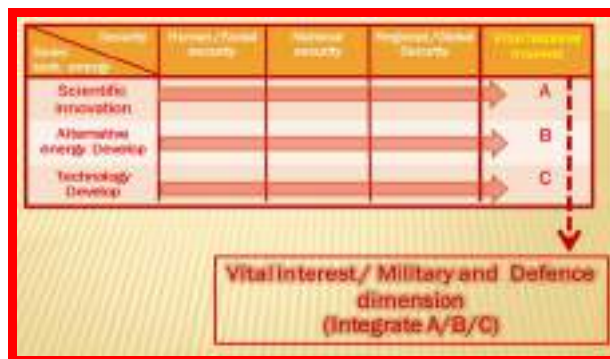 Security
Human / Social
security
National
security
Regional / Global
Security
Scientific
innovation
Alternative
energy Develop
Technology
Develop
A
B
C
Vital interest / Military and Defence
dimension
(Integrate A/B/C)